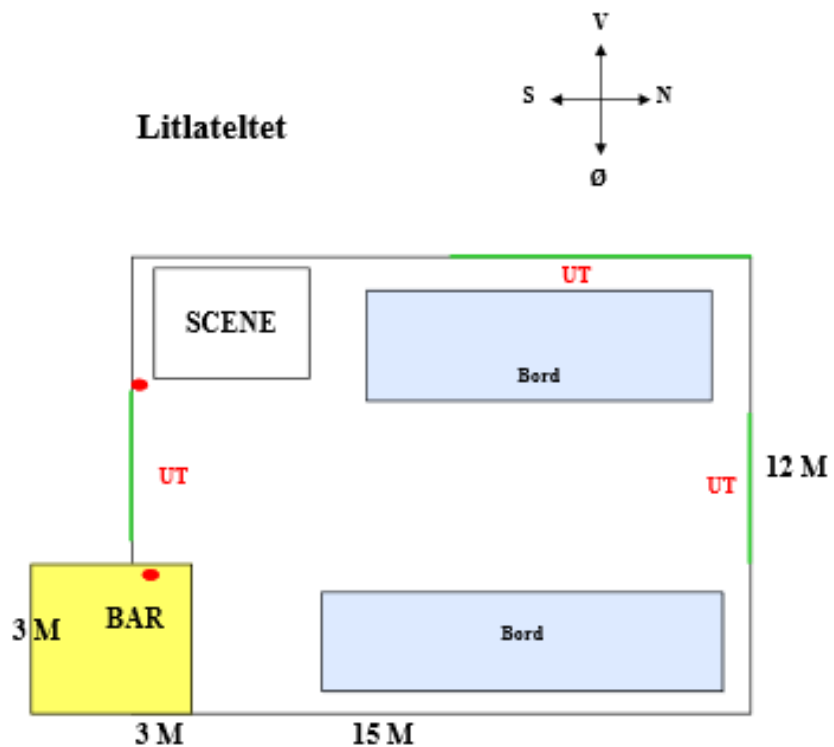 V
S N
Litlateltet
Ø
UT
SCENE
Bord
12 M
UT
UT
BAR
3 M
Bord
3 M
15 M